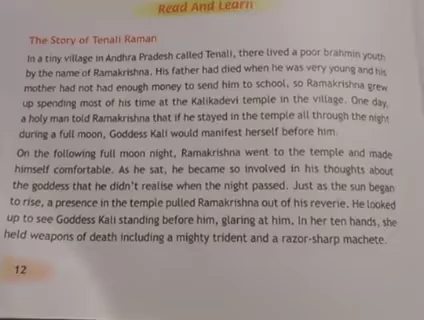 Read And Learn
The Story of Tenali Raman
In a tiny village in Andhra Pradesh called Tenali, there lived a poor brahmin youth
by the name of Ramakrishna. His father had died when he was very young and his
mother had not had enough money to send him to school, so Ramakrishna grew
up spending most of his time at the Kalikadevi temple in the village. One day,
a holy man told Ramakrishna that if he stayed in the temple all through the night
during a full moon, Goddess Kali would manifest herself before him.
On the following full moon night, Ramakrishna went to the temple and made
himself comfortable. As he sat, he became so involved in his thoughts about
the goddess that he didn't realise when the night passed. Just as the sun began
to rise, a presence in the temple pulled Ramakrishna out of his reverie. He looked
up to see Goddess Kali standing before him, glaring at him. In her ten hands, she
held weapons of death including a mighty trident and a razor-sharp machete.
12